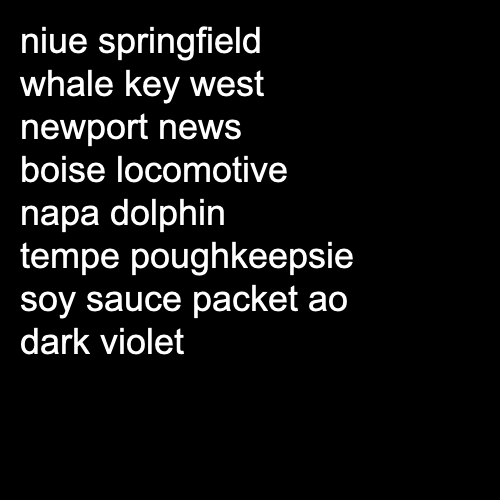 niue springfield
whale key west
newport news
boise locomotive
napa dolphin
tempe poughkeepsie
soy sauce packet ao
dark violet